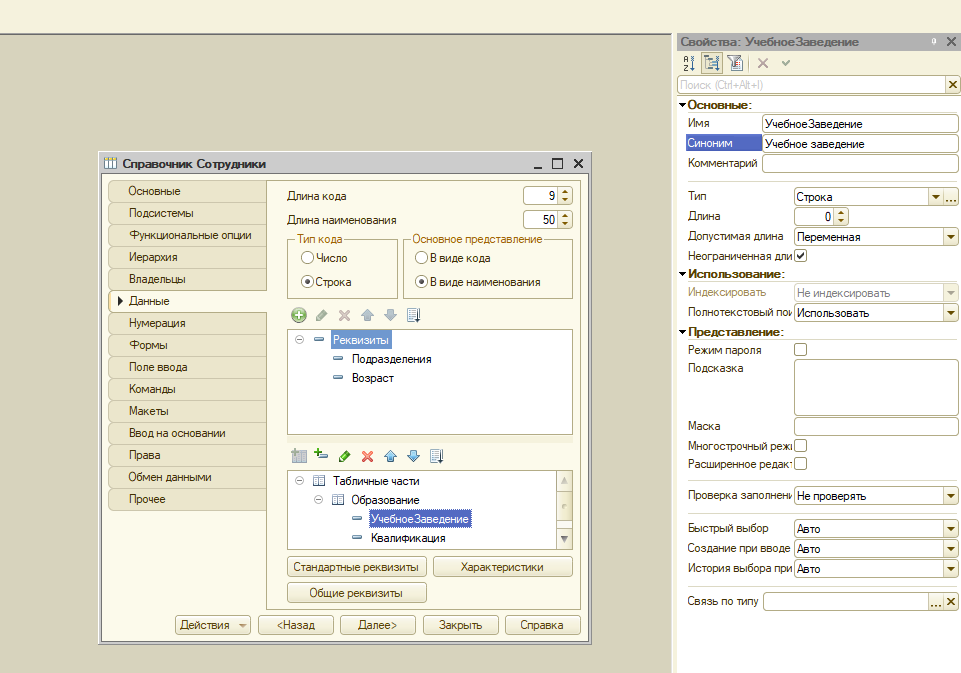 Свойства: УчебноеЗаведение
Поиск (Ctrl+Alt+I)
Основные:
Имя УчебноеЗаведение
Синоним Учебное заведение
Комментарий
Тип Строка
Длина 0
Допустимая длина Переменная
Неограниченная дли
Использование:
Индексировать Не индексировать
Полнотекстовый пои Использовать
Представление:
Режим пароля
Подсказка
Маска
Многострочный режи
Расширенное редакт
Проверка заполнени Не проверять
Быстрый выбор Авто
Создание при вводе Авто
История выбора при Авто
Связь по типу ...
Справочник Сотрудники
Основные
Подсистемы
Функциональные опции
Иерархия
Владельцы
Данные
Нумерация
Формы
Поле ввода
Команды
Макеты
Ввод на основании
Права
Обмен данными
Прочее
Длина кода 9
Длина наименования 50
Тип кода
Число
Строка
Основное представление
В виде кода
В виде наименования
Реквизиты
Подразделения
Возраст
Табличные части
Образование
УчебноеЗаведение
Квалификация
Стандартные реквизиты Характеристики
Общие реквизиты
Действия <Назад Далее> Закрыть Справка